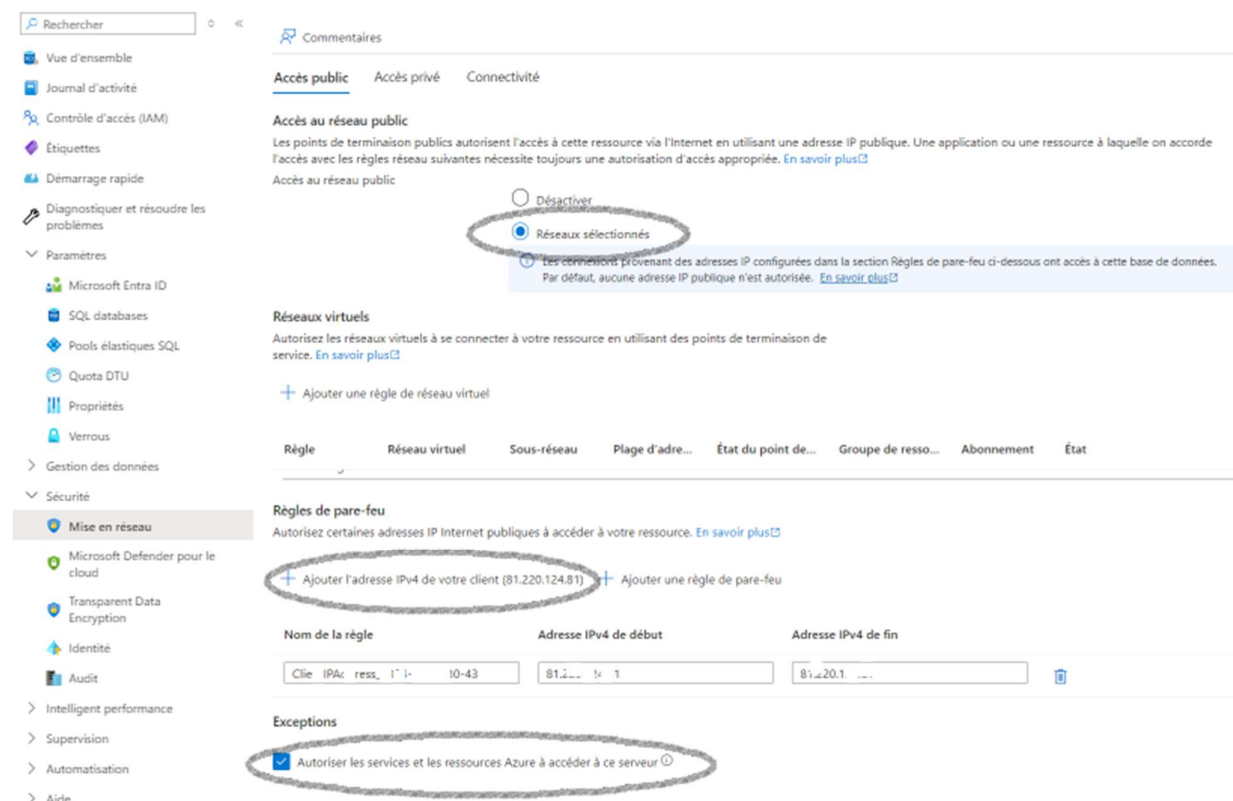 Rechercher
Commentaires
Vue d'ensemble
Accès public Accès privé Connectivité
Journal d'activité
Contrôle d'accès (IAM)
Accès au réseau public
Étiquettes
Les points de terminaison publics autorisent l'accès à cette ressource via l'Internet en utilisant une adresse IP publique. Une application ou une ressource à laquelle on accorde
l'accès avec les règles réseau suivantes nécessite toujours une autorisation d'accès appropriée. En savoir plus
Démarrage rapide
Accès au réseau public
Désactiver
Diagnostiquer et résoudre les
problèmes
Réseaux sélectionnés
Paramètres
Les connexions provenant des adresses IP configurées dans la section Règles de pare-feu ci-dessous ont accès à cette base de données.
Par défaut, aucune adresse IP publique n'est autorisée. En savoir plus
Microsoft Entra ID
SQL databases
Réseaux virtuels
Autorisez les réseaux virtuels à se connecter à votre ressource en utilisant des points de terminaison de
service. En savoir plus
Pools élastiques SQL
Quota DTU
Ajouter une règle de réseau virtuel
Propriétés
Verrous
Règle Réseau virtuel Sous-réseau Plage d'adre... État du point de... Groupe de resso... Abonnement État
Gestion des données
Sécurité
Règles de pare-feu
Mise en réseau
Autorisez certaines adresses IP Internet publiques à accéder à votre ressource. En savoir plus
Microsoft Defender pour le
cloud
Ajouter l'adresse IPv4 de votre client (81.220.124.81) Ajouter une règle de pare-feu
Transparent Data
Encryption
Nom de la règle Adresse IPv4 de début Adresse IPv4 de fin
Identité
Audit
Intelligent performance
Exceptions
Supervision
Autoriser les services et les ressources Azure à accéder à ce serveur
Automatisation
Aide